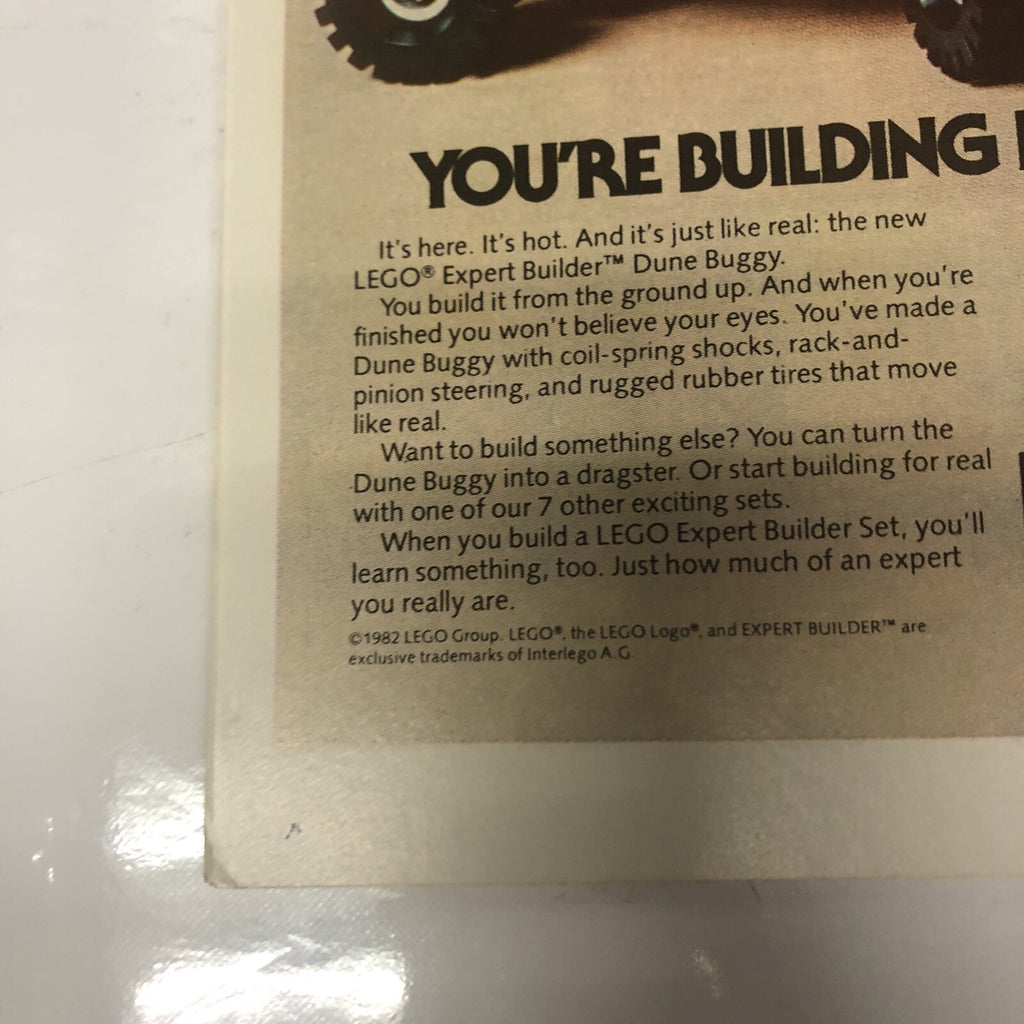 YOU'RE BUILDING
It's here. It's hot. And it's just like real: the new
LEGO® Expert Builder™ Dune Buggy.
You build it from the ground up. And when you're
finished you won't believe your eyes. You've made a
Dune Buggy with coil-spring shocks, rack-and-
pinion steering, and rugged rubber tires that move
like real.
Want to build something else? You can turn the
Dune Buggy into a dragster. Or start building for real
with one of our 7 other exciting sets.
When you build a LEGO Expert Builder Set, you'll
learn something, too. Just how much of an expert
you really are.
©1982 LEGO Group. LEGO®, the LEGO Logo®, and EXPERT BUILDER™ are
exclusive trademarks of Interlego A.G.